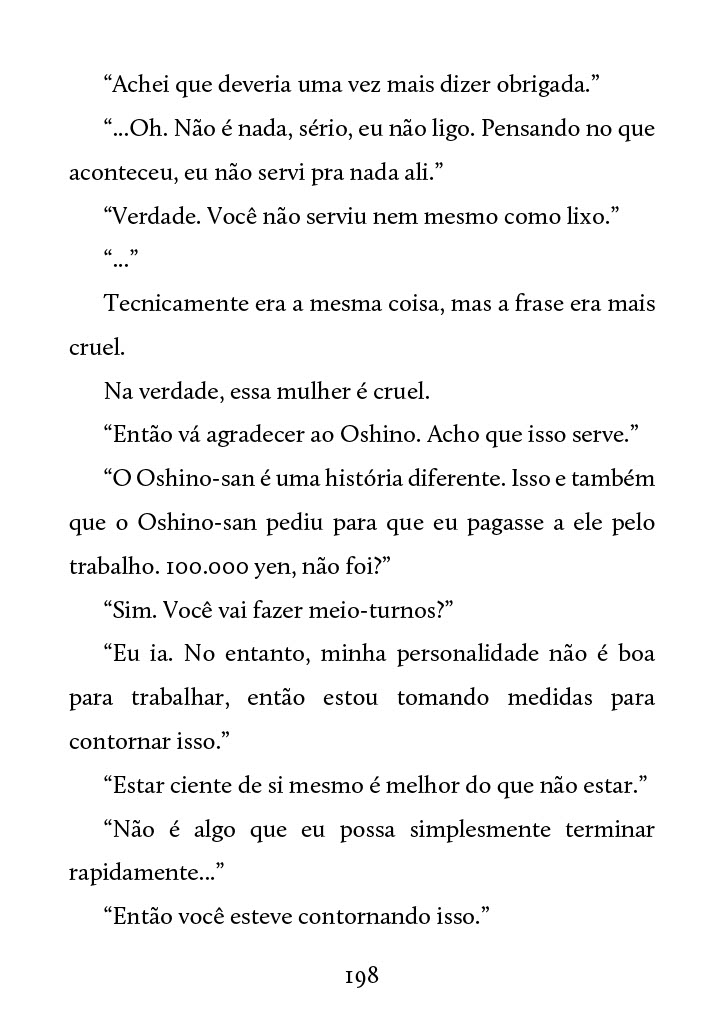 “Achei que deveria uma vez mais dizer obrigada.”
“...Oh. Não é nada, sério, eu não ligo. Pensando no que
aconteceu, eu não servi pra nada ali.”
“Verdade. Você não serviu nem mesmo como lixo.”
“...”
Tecnicamente era a mesma coisa, mas a frase era mais
cruel.
Na verdade, essa mulher é cruel.
“Então vá agradecer ao Oshino. Acho que isso serve.”
“O Oshino-san é uma história diferente. Isso e também
que o Oshino-san pediu para que eu pagasse a ele pelo
trabalho. 100.000 yen, não foi?”
“Sim. Você vai fazer meio-turnos?”
“Eu ia. No entanto, minha personalidade não é boa
para trabalhar, então estou tomando medidas para
contornar isso.”
“Estar ciente de si mesmo é melhor do que não estar.”
“Não é algo que eu possa simplesmente terminar
rapidamente...”
“Então você esteve contornando isso.”
198